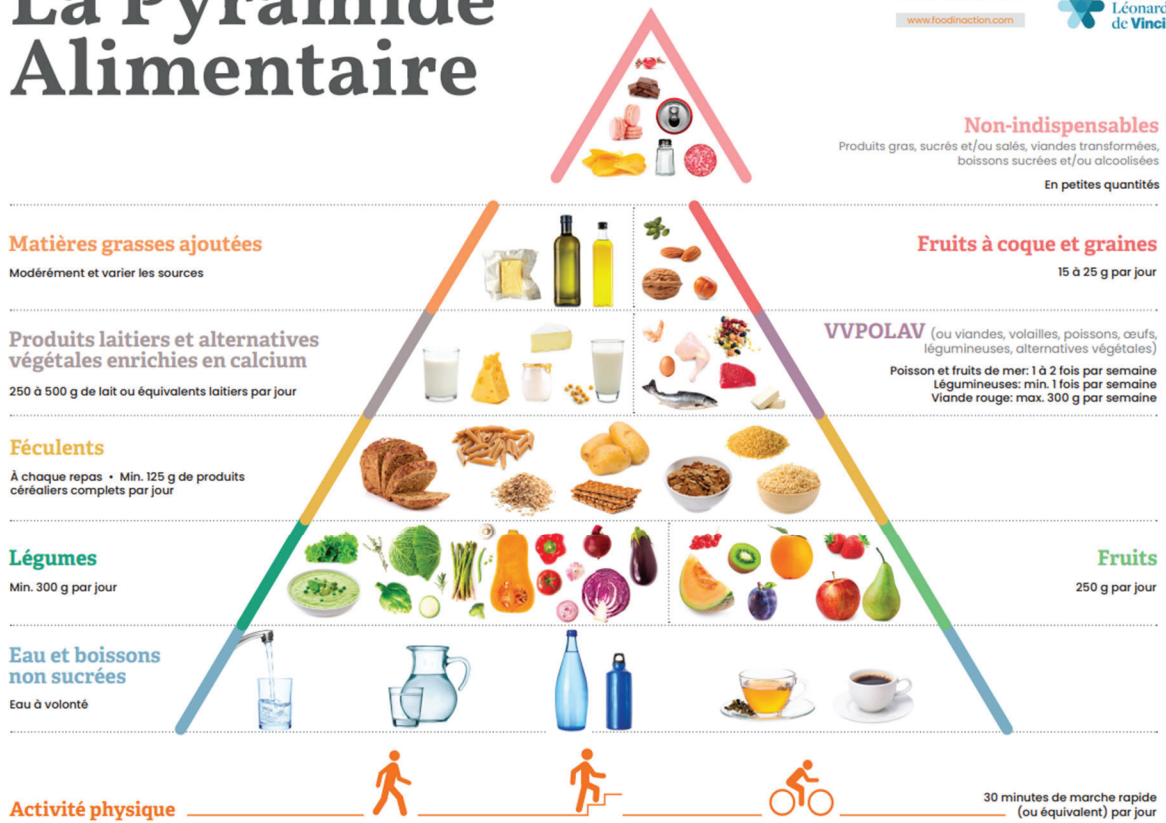 La Pyramide
Alimentaire
www.foodinaction.com
Léonard
de Vinci
Non-indispensables
Produits gras, sucrés et/ou salés, viandes transformées,
boissons sucrées et/ou alcoolisées
En petites quantités
Matières grasses ajoutées
Modérément et varier les sources
Fruits à coque et graines
15 à 25 g par jour
Produits laitiers et alternatives
végétales enrichies en calcium
250 à 500 g de lait ou équivalents laitiers par jour
VVPOLAV (ou viandes, volailles, poissons, œufs,
légumineuses, alternatives végétales)
Poisson et fruits de mer: 1 à 2 fois par semaine
Légumineuses: min. 1 fois par semaine
Viande rouge: max. 300 g par semaine
Féculents
À chaque repas • Min. 125 g de produits
céréaliers complets par jour
Légumes
Min. 300 g par jour
Fruits
250 g par jour
Eau et boissons
non sucrées
Eau à volonté
Activité physique
30 minutes de marche rapide
(ou équivalent) par jour